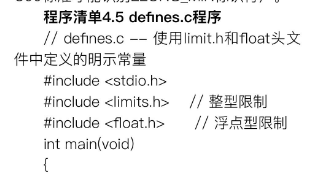 程序清单4.5 defines.c程序
// defines.c -- 使用limit.h和float头文
件中定义的明示常量
#include <stdio.h>
#include <limits.h> // 整型限制
#include <float.h> // 浮点型限制
int main(void)
{